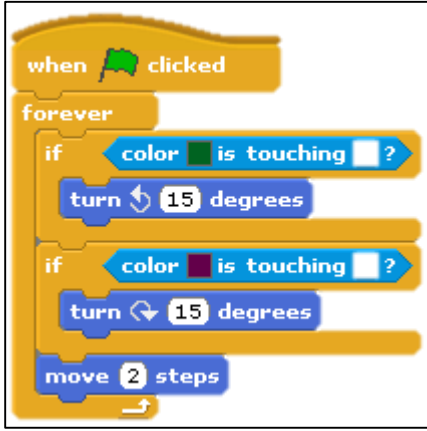 when clicked
forever
if color is touching ?
turn 15 degrees
if color is touching ?
turn 15 degrees
move 2 steps